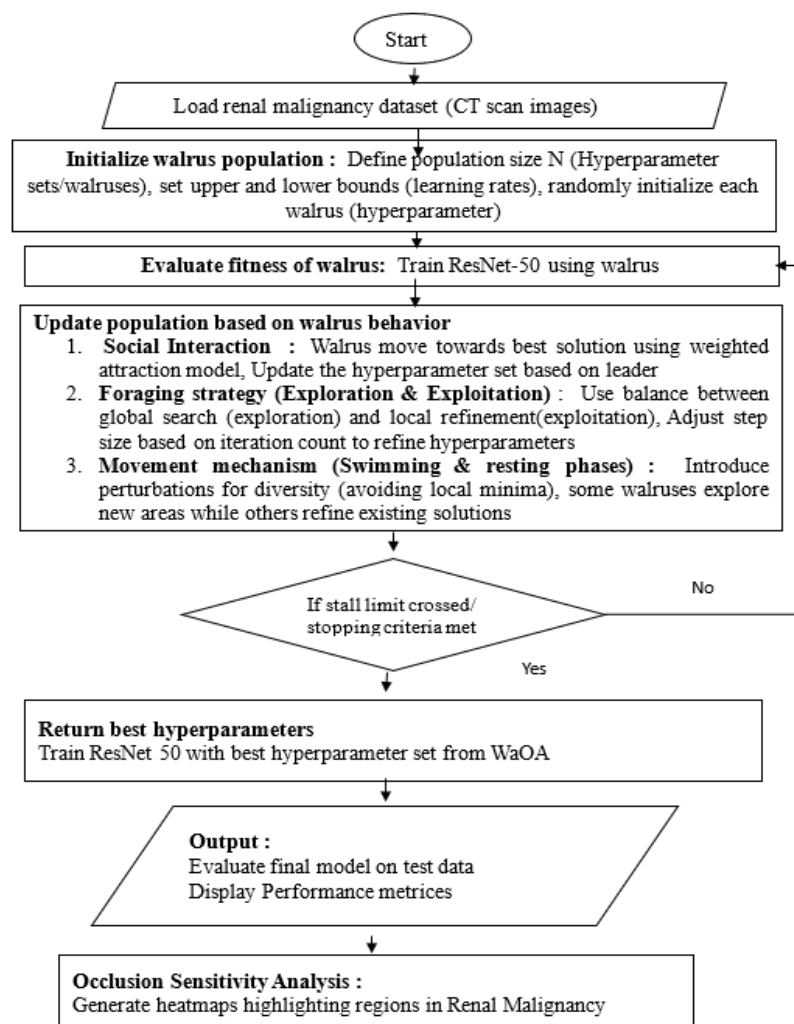 Start
Load renal malignancy dataset (CT scan images)
Initialize walrus population : Define population size N (Hyperparameter
sets/walruses), set upper and lower bounds (learning rates), randomly initialize each
walrus (hyperparameter)
Evaluate fitness of walrus: Train ResNet-50 using walrus
Update population based on walrus behavior
1. Social Interaction : Walrus move towards best solution using weighted
attraction model, Update the hyperparameter set based on leader
2. Foraging strategy (Exploration & Exploitation) : Use balance between
global search (exploration) and local refinement(exploitation), Adjust step
size based on iteration count to refine hyperparameters
3. Movement mechanism (Swimming & resting phases) : Introduce
perturbations for diversity (avoiding local minima), some walruses explore
new areas while others refine existing solutions
If stall limit crossed/
stopping criteria met
No
Yes
Return best hyperparameters
Train ResNet 50 with best hyperparameter set from WaOA
Output :
Evaluate final model on test data
Display Performance metrices
Occlusion Sensitivity Analysis :
Generate heatmaps highlighting regions in Renal Malignancy